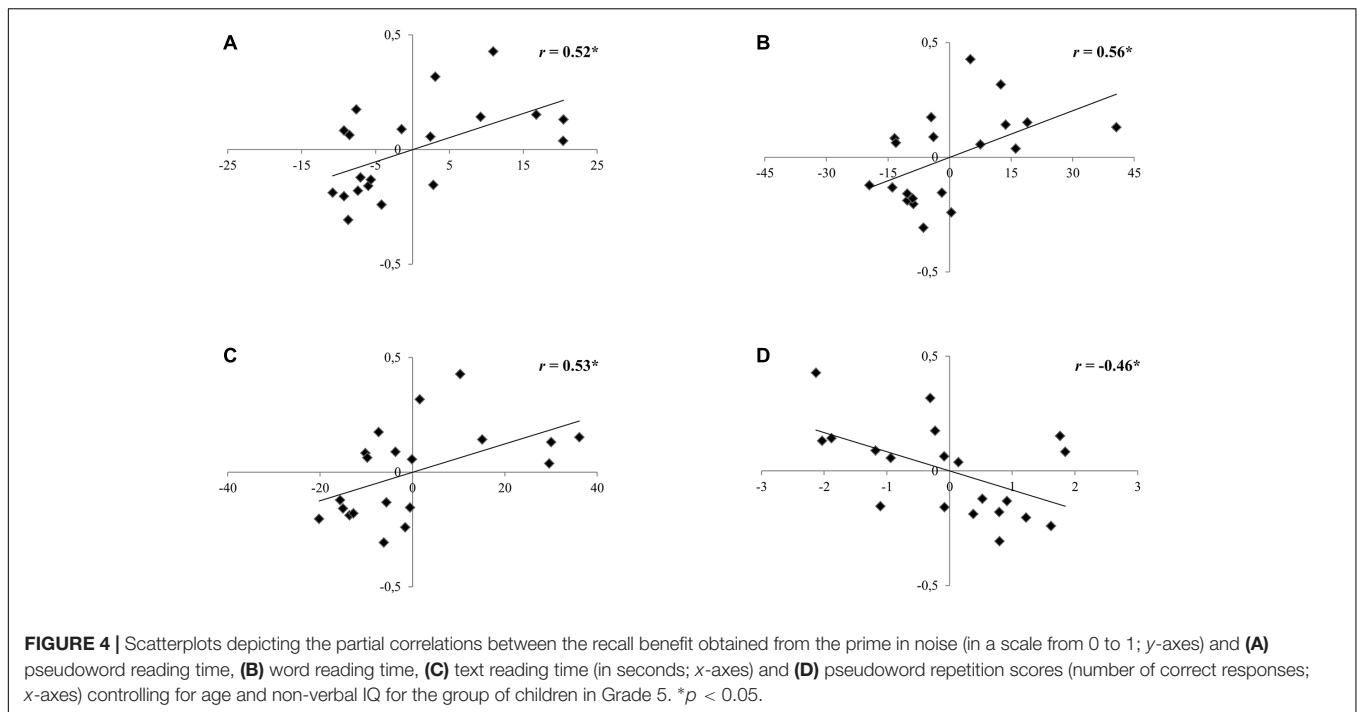 A
r = 0.52*
0,5
0
-25 -15 -5 5 15 25
-0,5
B
r = 0.56*
0,5
0
-45 -30 -15 0 15 30 45
-0,5
C
r = 0.53*
0,5
0
-40 -20 0 20 40
-0,5
D
r = -0.46*
0,5
0
-3 -2 -1 0 1 2 3
-0,5
FIGURE 4 | Scatterplots depicting the partial correlations between the recall benefit obtained from the prime in noise (in a scale from 0 to 1; y-axes) and (A)
pseudoword reading time, (B) word reading time, (C) text reading time (in seconds; x-axes) and (D) pseudoword repetition scores (number of correct responses;
x-axes) controlling for age and non-verbal IQ for the group of children in Grade 5. *p < 0.05.